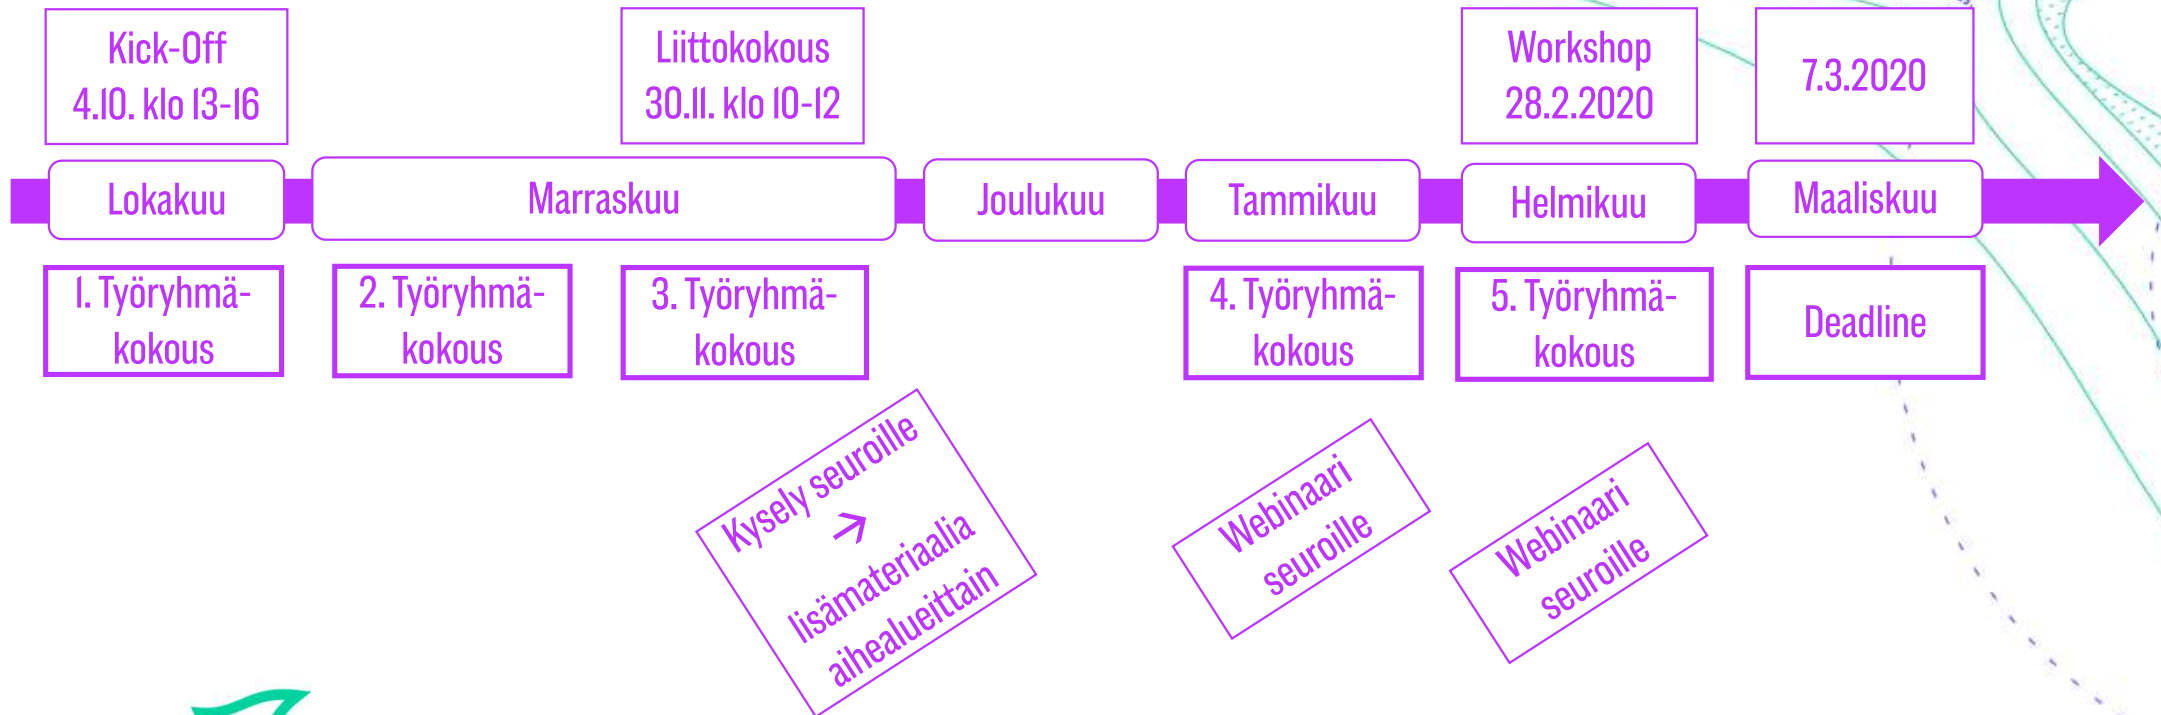 Kick-Off
4.10. klo 13-16
Liittokokous
30.11. klo 10-12
Workshop
28.2.2020
7.3.2020
Lokakuu
Marraskuu
Joulukuu
Tammikuu
Helmikuu
Maaliskuu
1. Työryhmä-
kokous
2. Työryhmä-
kokous
3. Työryhmä-
kokous
4. Työryhmä-
kokous
5. Työryhmä-
kokous
Deadline
Kysely seuroille
→
lisämateriaalia
aihealueittain
Webinaari
seuroille
Webinaari
seuroille